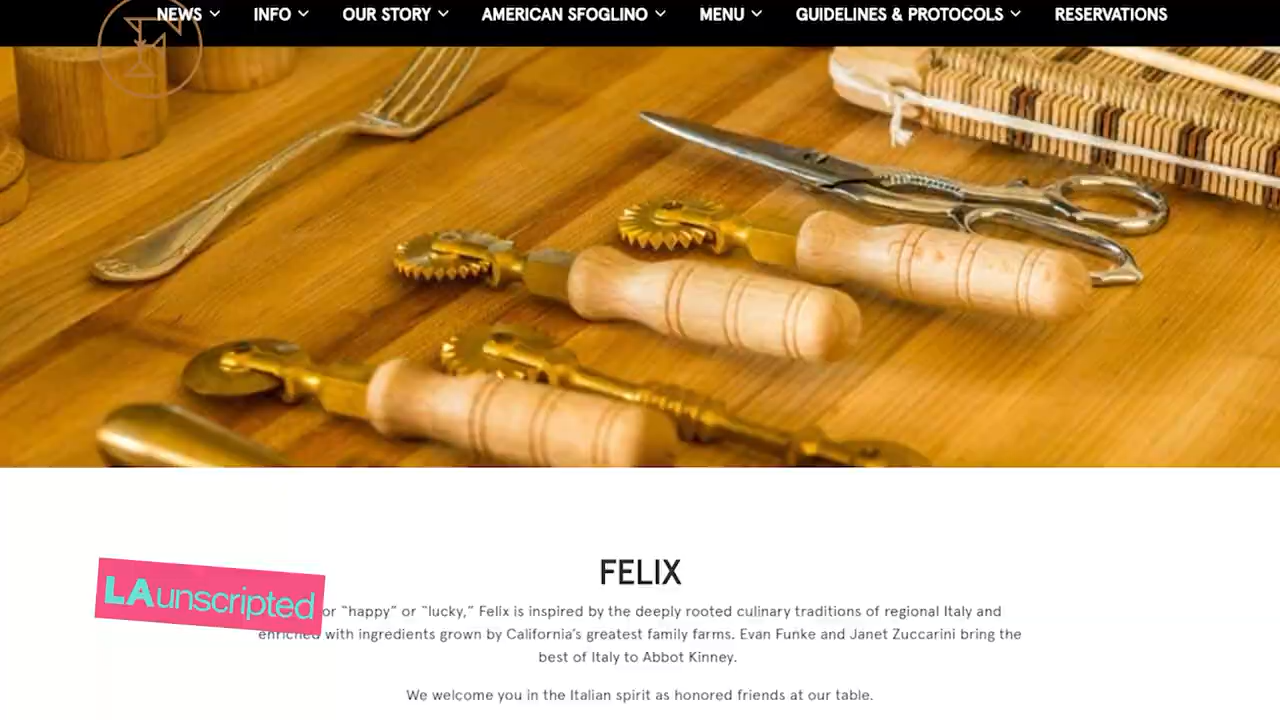 NEWS INFO OUR STORY AMERICAN SFOGLINO MENU GUIDELINES & PROTOCOLS RESERVATIONS
F
FELIX
LAunscripted
or “happy” or “lucky,” Felix is inspired by the deeply rooted culinary traditions of regional Italy and
enriched with ingredients grown by California’s greatest family farms. Evan Funke and Janet Zuccarini bring the
best of Italy to Abbot Kinney.
We welcome you in the Italian spirit as honored friends at our table.